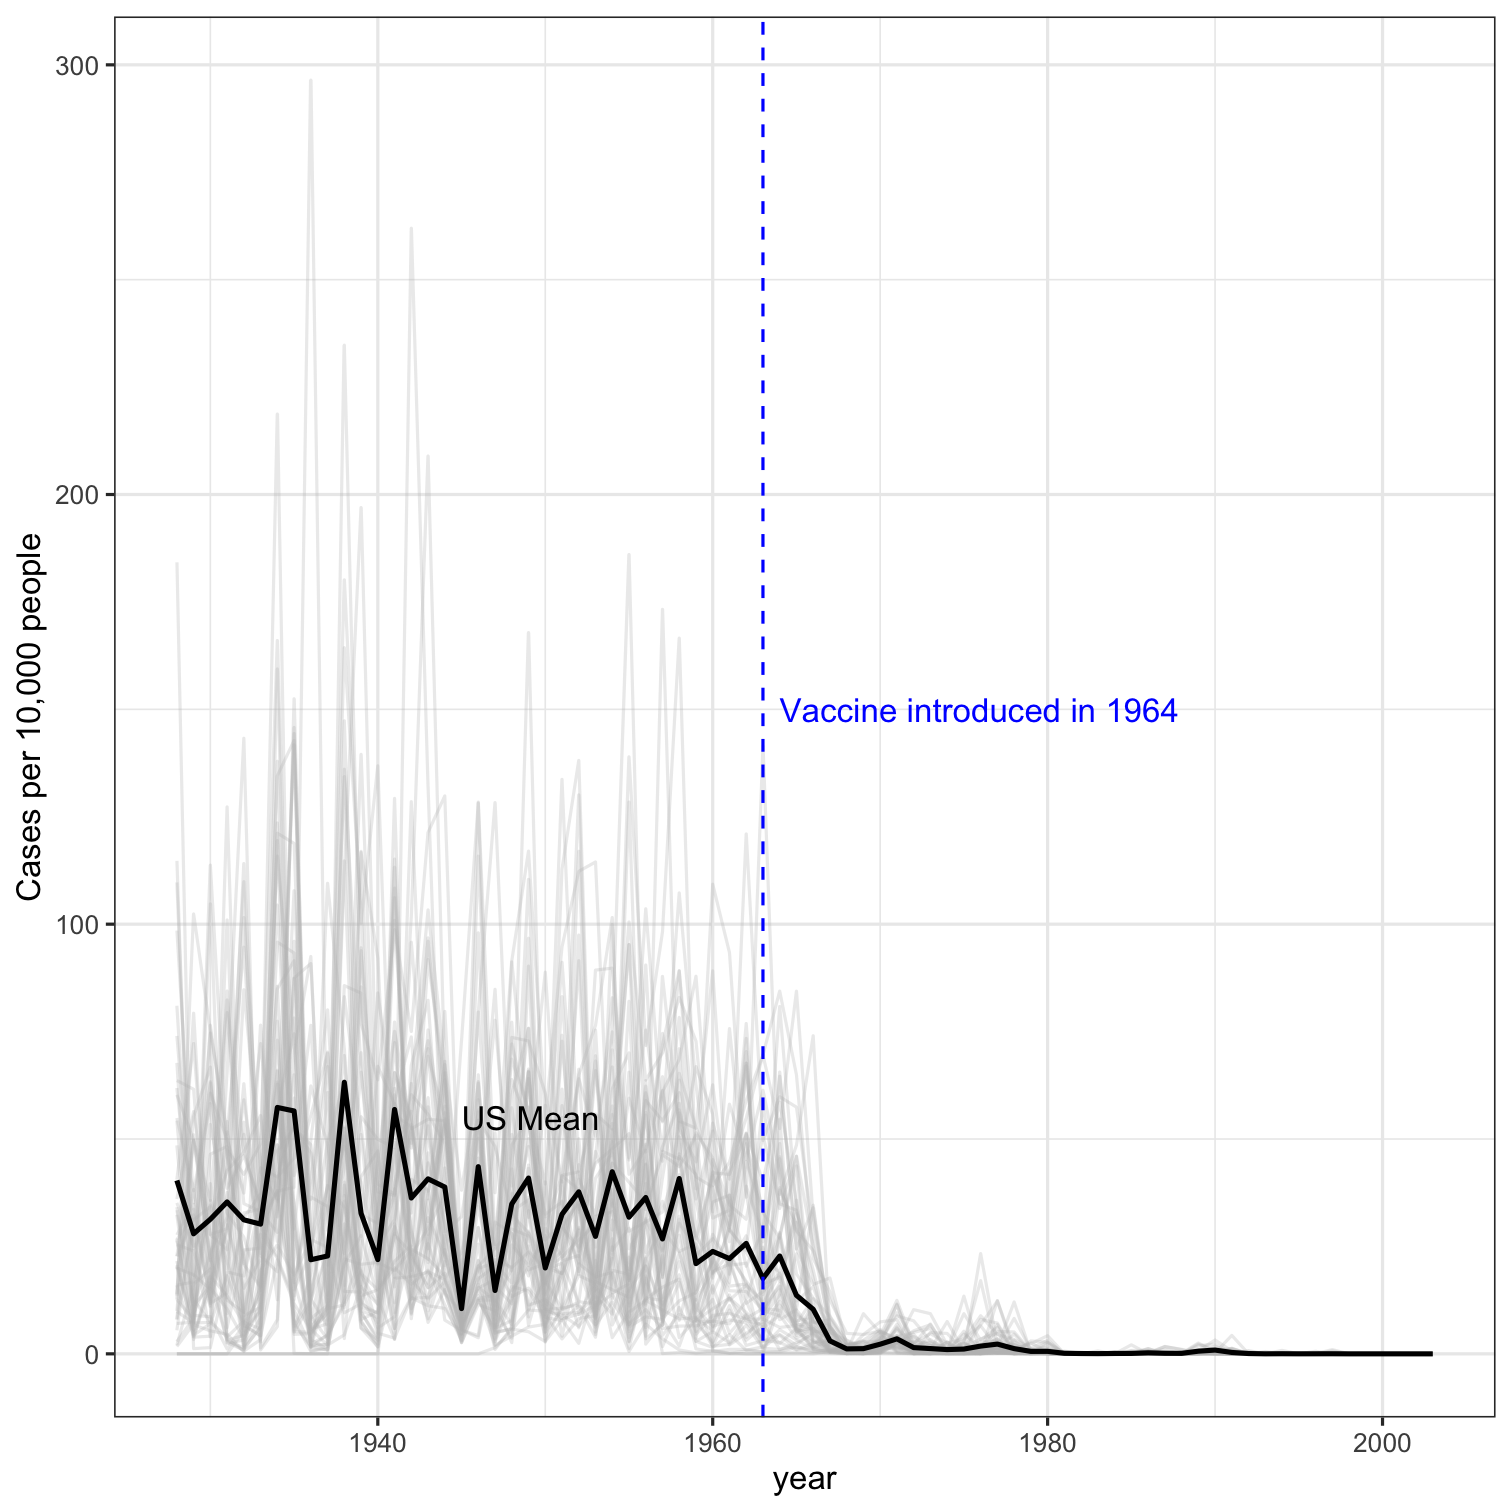 300
200
100
0
Cases per 10,000 people
Vaccine introduced in 1964
US Mean
1940
1960
1980
2000
year